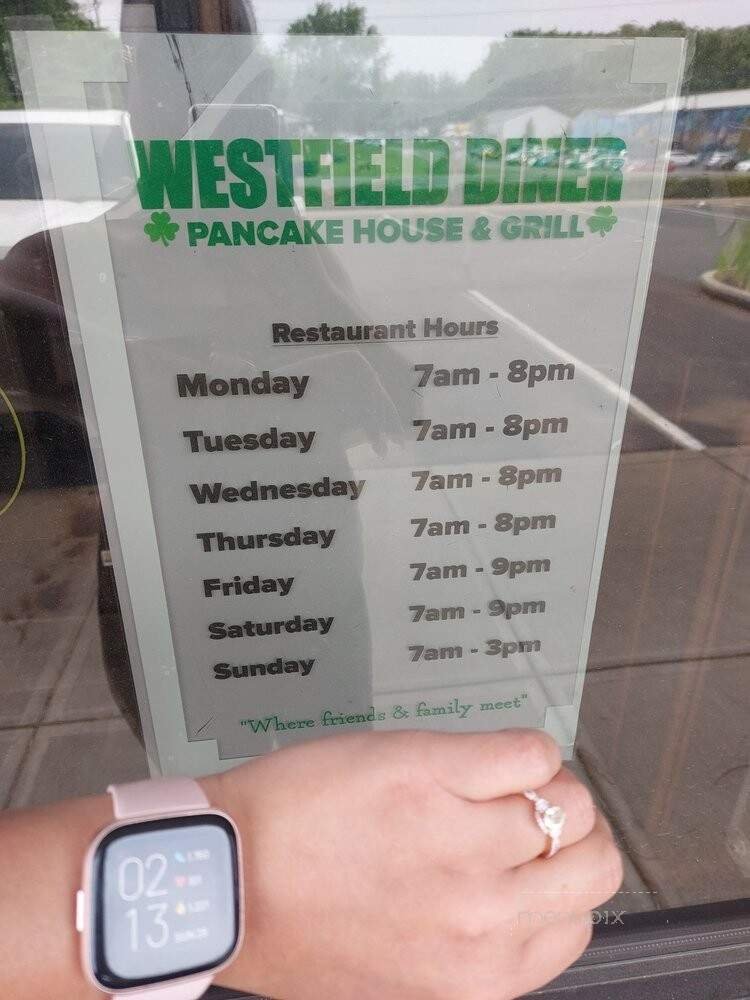 WESTFIELD DINER
PANCAKE HOUSE & GRILL
Restaurant Hours
Monday 7am - 8pm
Tuesday 7am - 8pm
Wednesday 7am - 8pm
Thursday 7am - 8pm
Friday 7am - 9pm
Saturday 7am - 9pm
Sunday 7am - 3pm
"Where friends & family meet"
02
13